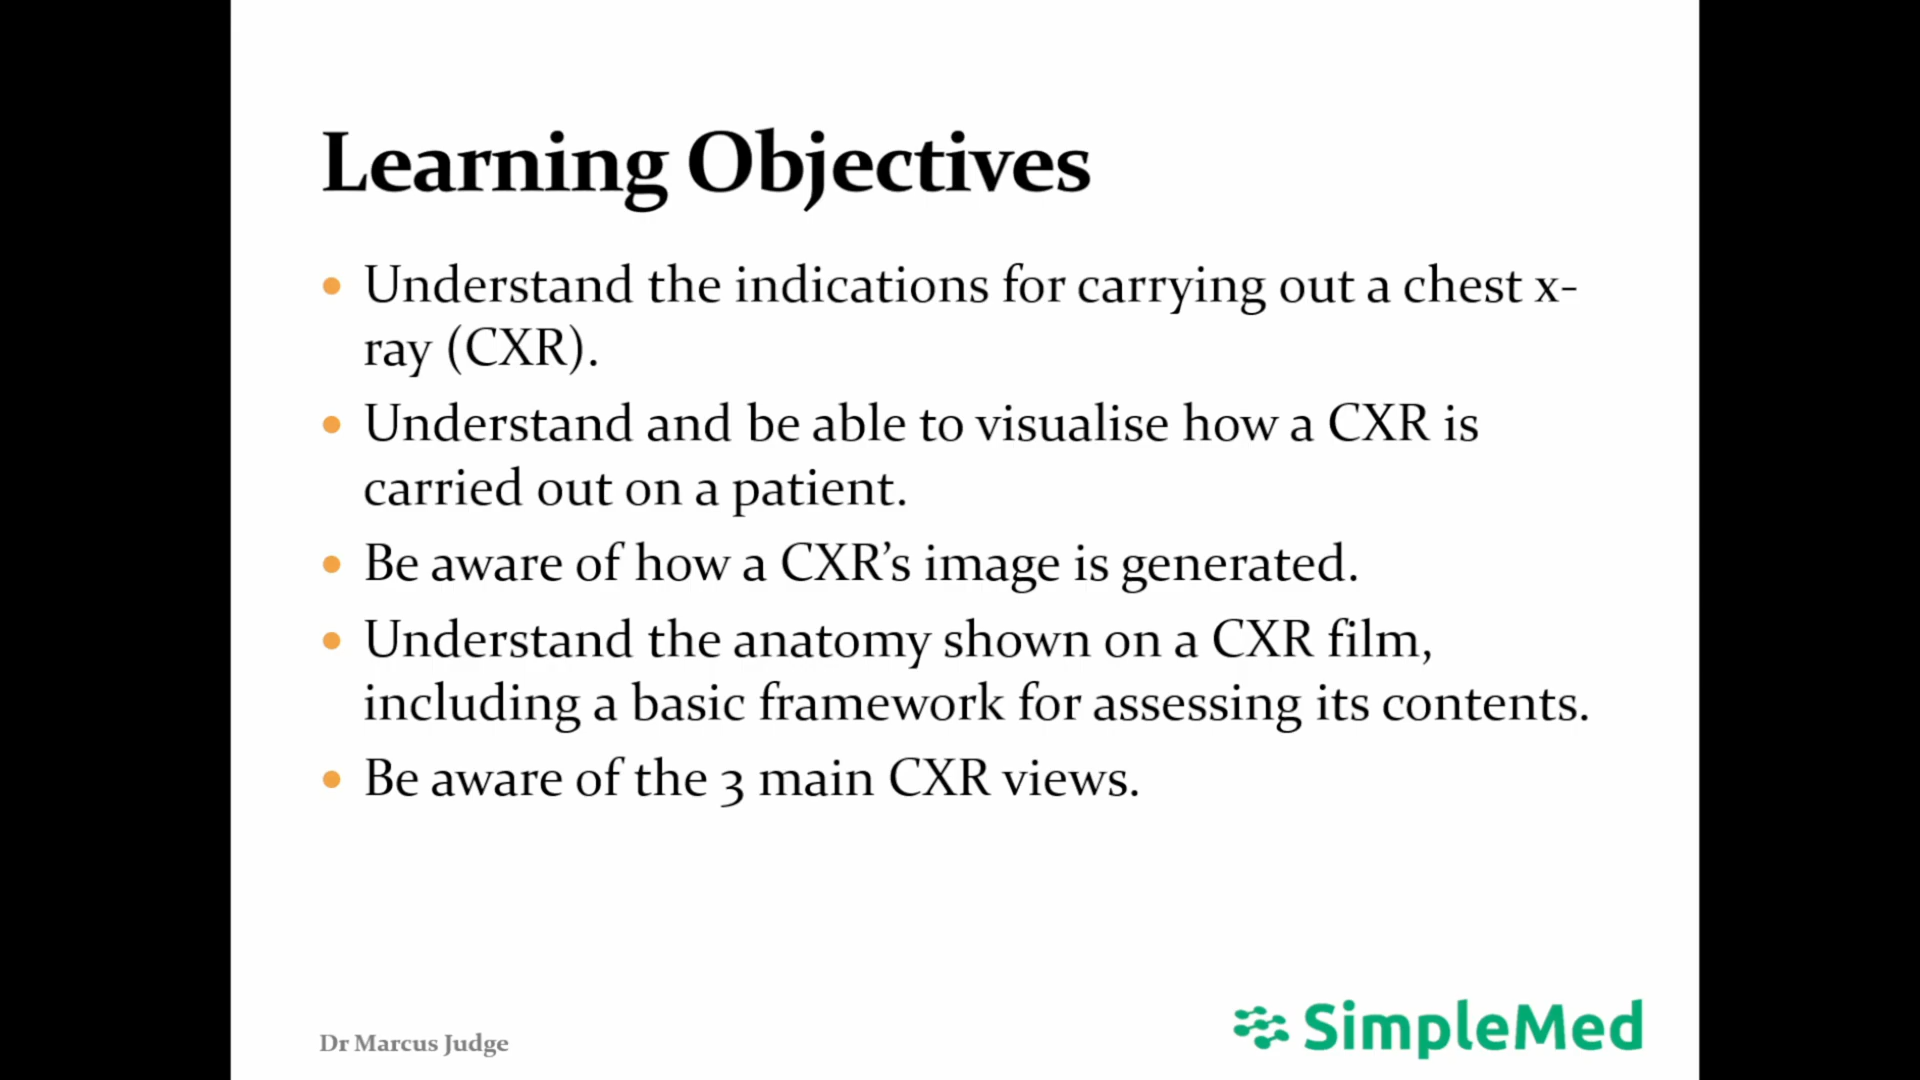 Learning Objectives
• Understand the indications for carrying out a chest x-
ray (CXR).
• Understand and be able to visualise how a CXR is
carried out on a patient.
• Be aware of how a CXR’s image is generated.
• Understand the anatomy shown on a CXR film,
including a basic framework for assessing its contents.
• Be aware of the 3 main CXR views.
Dr Marcus Judge
SimpleMed